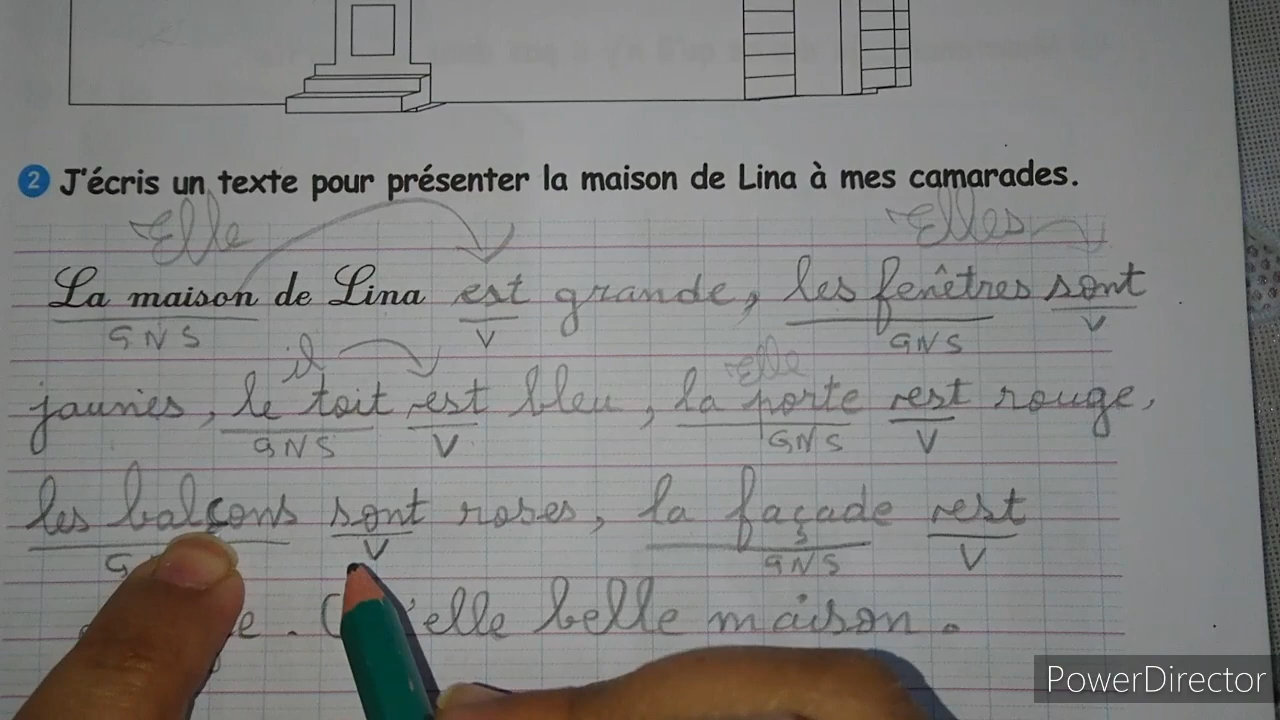 2 J'écris un texte pour présenter la maison de Lina à mes camarades.
Elle Elles
La maison de Lina est grande, les fenêtres sont
GNS V GNS V
il Elle
jaunes, le toit est bleu, la porte est rouge,
GNS V GNS V
les balcons sont roses, la façade est
G V GNS V
e. elle belle maison.
PowerDirector